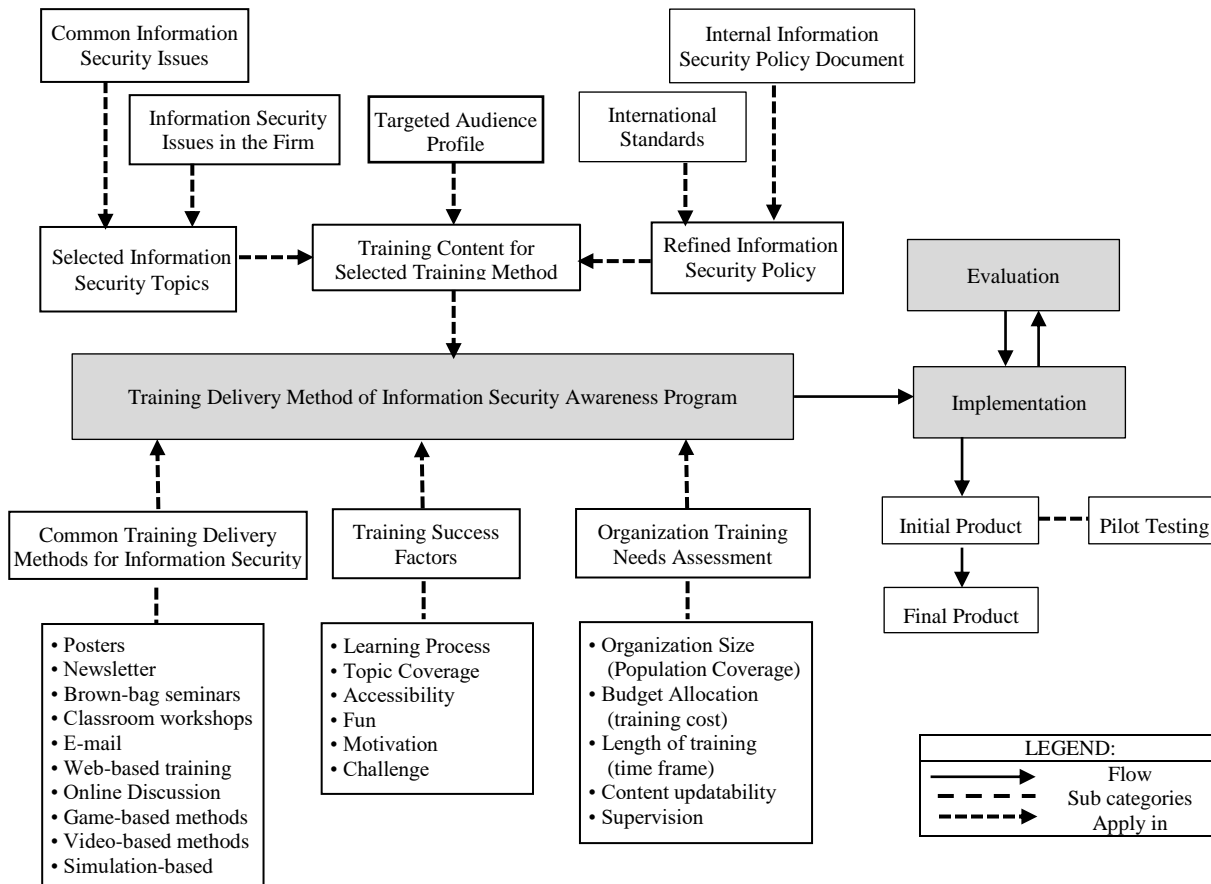 Common Information
Security Issues
Internal Information
Security Policy Document
Information Security
Issues in the Firm
Targeted Audience
Profile
International
Standards
Selected Information
Security Topics
Training Content for
Selected Training Method
Refined Information
Security Policy
Evaluation
Training Delivery Method of Information Security Awareness Program
Implementation
Common Training Delivery
Methods for Information Security
Training Success
Factors
Organization Training
Needs Assessment
Initial Product
Pilot Testing
Final Product
• Posters
• Newsletter
• Brown-bag seminars
• Classroom workshops
• E-mail
• Web-based training
• Online Discussion
• Game-based methods
• Video-based methods
• Simulation-based
• Learning Process
• Topic Coverage
• Accessibility
• Fun
• Motivation
• Challenge
• Organization Size
(Population Coverage)
• Budget Allocation
(training cost)
• Length of training
(time frame)
• Content updatability
• Supervision
LEGEND:
Flow
Sub categories
Apply in